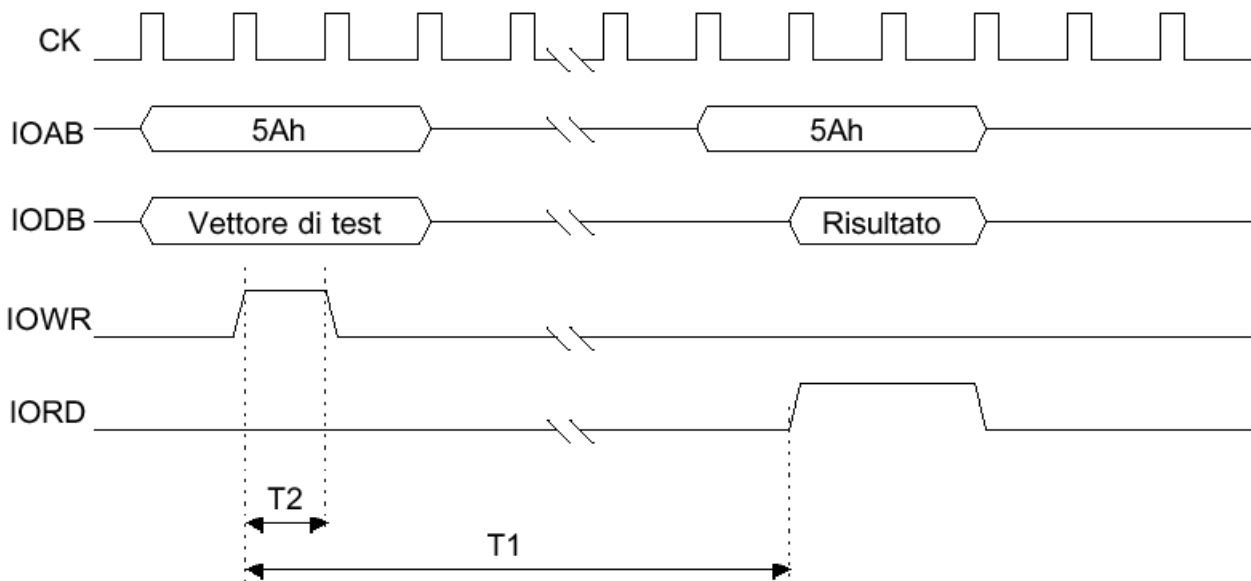 CK
IOAB 5Ah 5Ah
IODB Vettore di test Risultato
IOWR
IORD
T2
T1